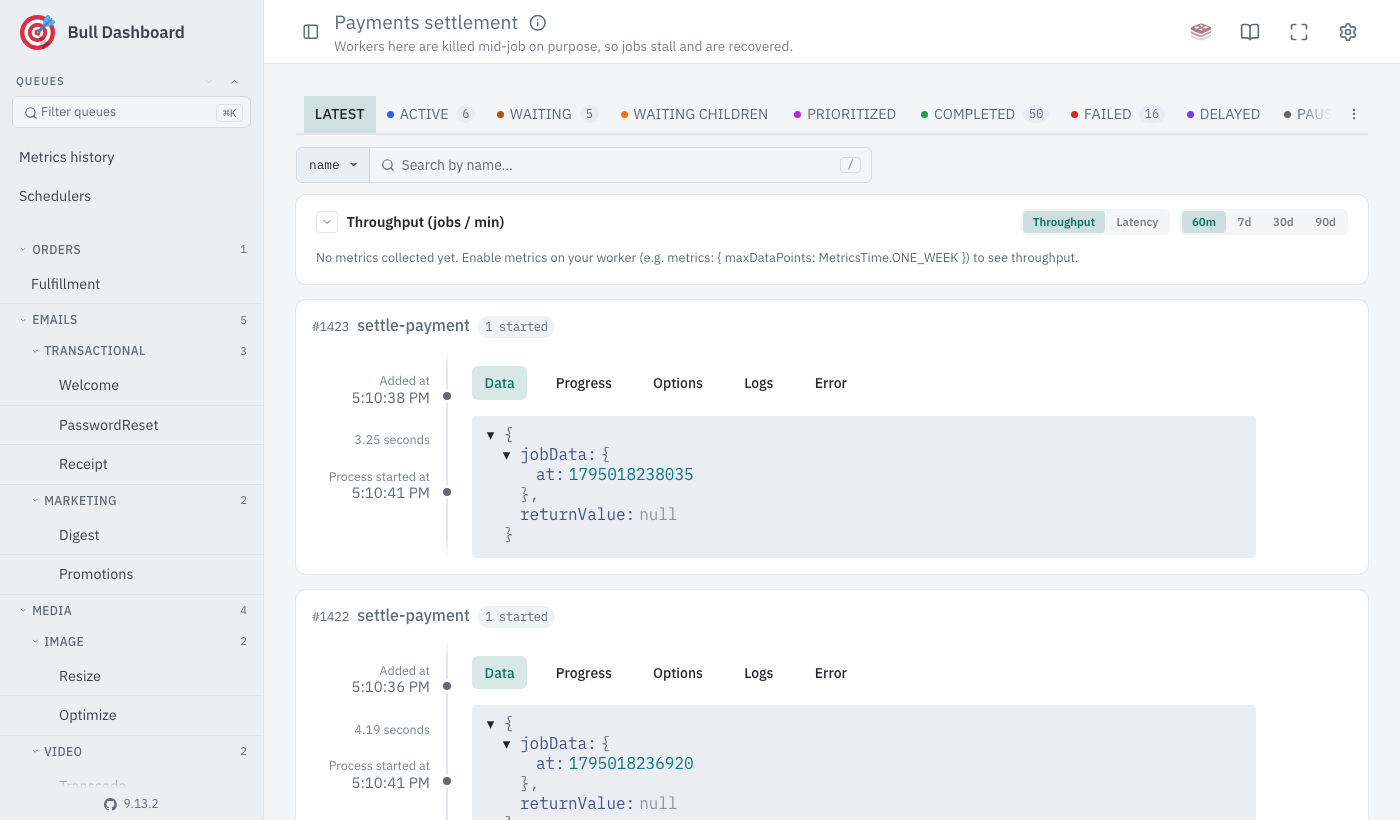 Bull Dashboard
QUEUES
Filter queues ⌘K
Metrics history
Schedulers
ORDERS 1
Fulfillment
EMAILS 5
TRANSACTIONAL 3
Welcome
PasswordReset
Receipt
MARKETING 2
Digest
Promotions
MEDIA 4
IMAGE 2
Resize
Optimize
VIDEO 2
Transcode
9.13.2
Payments settlement
Workers here are killed mid-job on purpose, so jobs stall and are recovered.
LATEST ACTIVE 6 WAITING 5 WAITING CHILDREN PRIORITIZED COMPLETED 50 FAILED 16 DELAYED PAUS
name Search by name... /
Throughput (jobs / min) Throughput Latency 60m 7d 30d 90d
No metrics collected yet. Enable metrics on your worker (e.g. metrics: { maxDataPoints: MetricsTime.ONE_WEEK }) to see throughput.
#1423 settle-payment 1 started
Added at
5:10:38 PM
3.25 seconds
Process started at
5:10:41 PM
Data Progress Options Logs Error
{
jobData: {
at: 1795018238035
},
returnValue: null
}
#1422 settle-payment 1 started
Added at
5:10:36 PM
4.19 seconds
Process started at
5:10:41 PM
Data Progress Options Logs Error
{
jobData: {
at: 1795018236920
},
returnValue: null
}